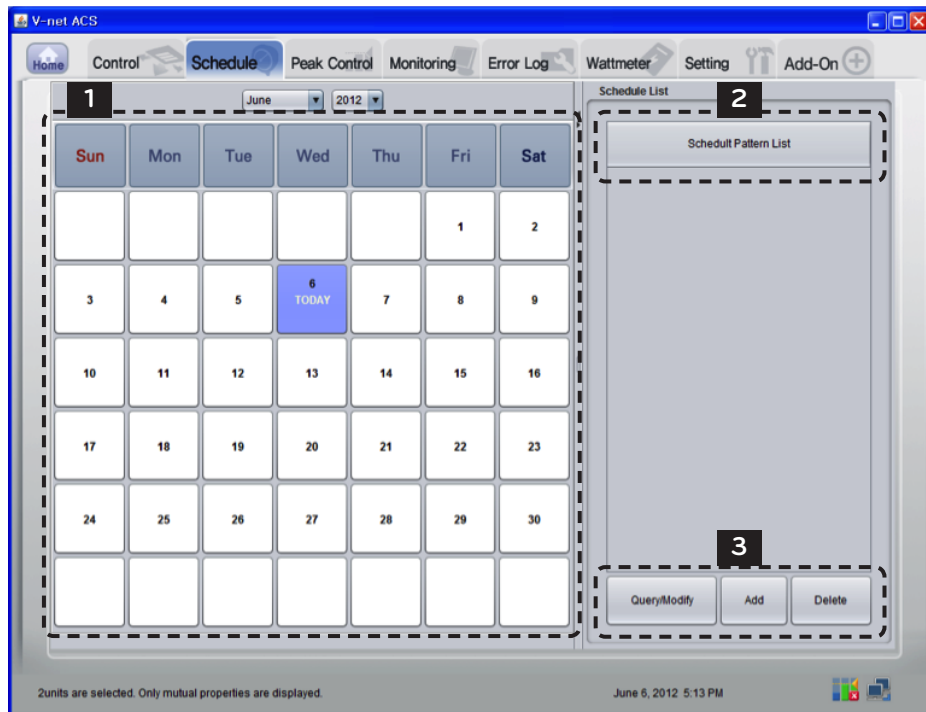 V-net ACS
Home Control Schedule Peak Control Monitoring Error Log Wattmeter Setting Add-On
1
June 2012
Sun Mon Tue Wed Thu Fri Sat
1 2
3 4 5 6 TODAY 7 8 9
10 11 12 13 14 15 16
17 18 19 20 21 22 23
24 25 26 27 28 29 30
Schedule List
2
Schedult Pattern List
3
Query/Modify Add Delete
2units are selected. Only mutual properties are displayed.
June 6, 2012 5:13 PM